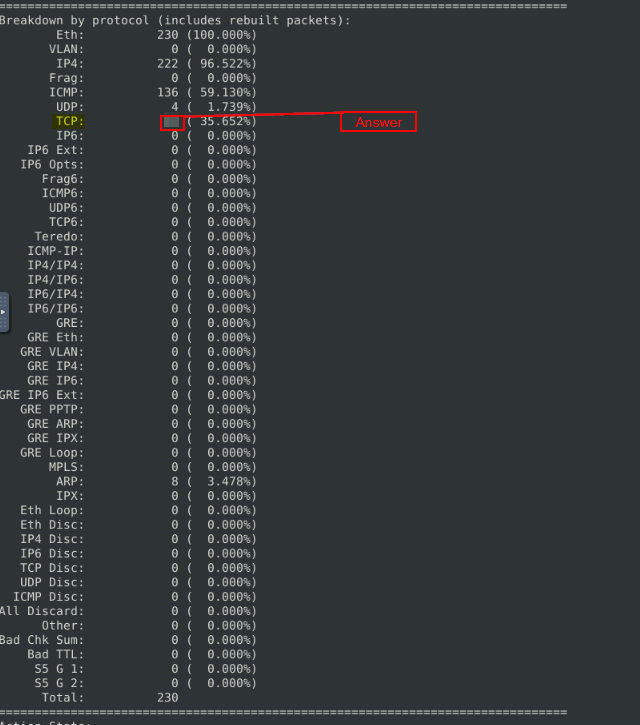 ===============================================================================
Breakdown by protocol (includes rebuilt packets):
Eth: 230 (100.000%)
VLAN: 0 ( 0.000%)
IP4: 222 ( 96.522%)
Frag: 0 ( 0.000%)
ICMP: 136 ( 59.130%)
UDP: 4 ( 1.739%)
TCP: ( 35.652%) Answer
IP6: 0 ( 0.000%)
IP6 Ext: 0 ( 0.000%)
IP6 Opts: 0 ( 0.000%)
Frag6: 0 ( 0.000%)
ICMP6: 0 ( 0.000%)
UDP6: 0 ( 0.000%)
TCP6: 0 ( 0.000%)
Teredo: 0 ( 0.000%)
ICMP-IP: 0 ( 0.000%)
IP4/IP4: 0 ( 0.000%)
IP4/IP6: 0 ( 0.000%)
IP6/IP4: 0 ( 0.000%)
IP6/IP6: 0 ( 0.000%)
GRE: 0 ( 0.000%)
GRE Eth: 0 ( 0.000%)
GRE VLAN: 0 ( 0.000%)
GRE IP4: 0 ( 0.000%)
GRE IP6: 0 ( 0.000%)
GRE IP6 Ext: 0 ( 0.000%)
GRE PPTP: 0 ( 0.000%)
GRE ARP: 0 ( 0.000%)
GRE IPX: 0 ( 0.000%)
GRE Loop: 0 ( 0.000%)
MPLS: 0 ( 0.000%)
ARP: 8 ( 3.478%)
IPX: 0 ( 0.000%)
Eth Loop: 0 ( 0.000%)
Eth Disc: 0 ( 0.000%)
IP4 Disc: 0 ( 0.000%)
IP6 Disc: 0 ( 0.000%)
TCP Disc: 0 ( 0.000%)
UDP Disc: 0 ( 0.000%)
ICMP Disc: 0 ( 0.000%)
All Discard: 0 ( 0.000%)
Other: 0 ( 0.000%)
Bad Chk Sum: 0 ( 0.000%)
Bad TTL: 0 ( 0.000%)
S5 G 1: 0 ( 0.000%)
S5 G 2: 0 ( 0.000%)
Total: 230
===============================================================================